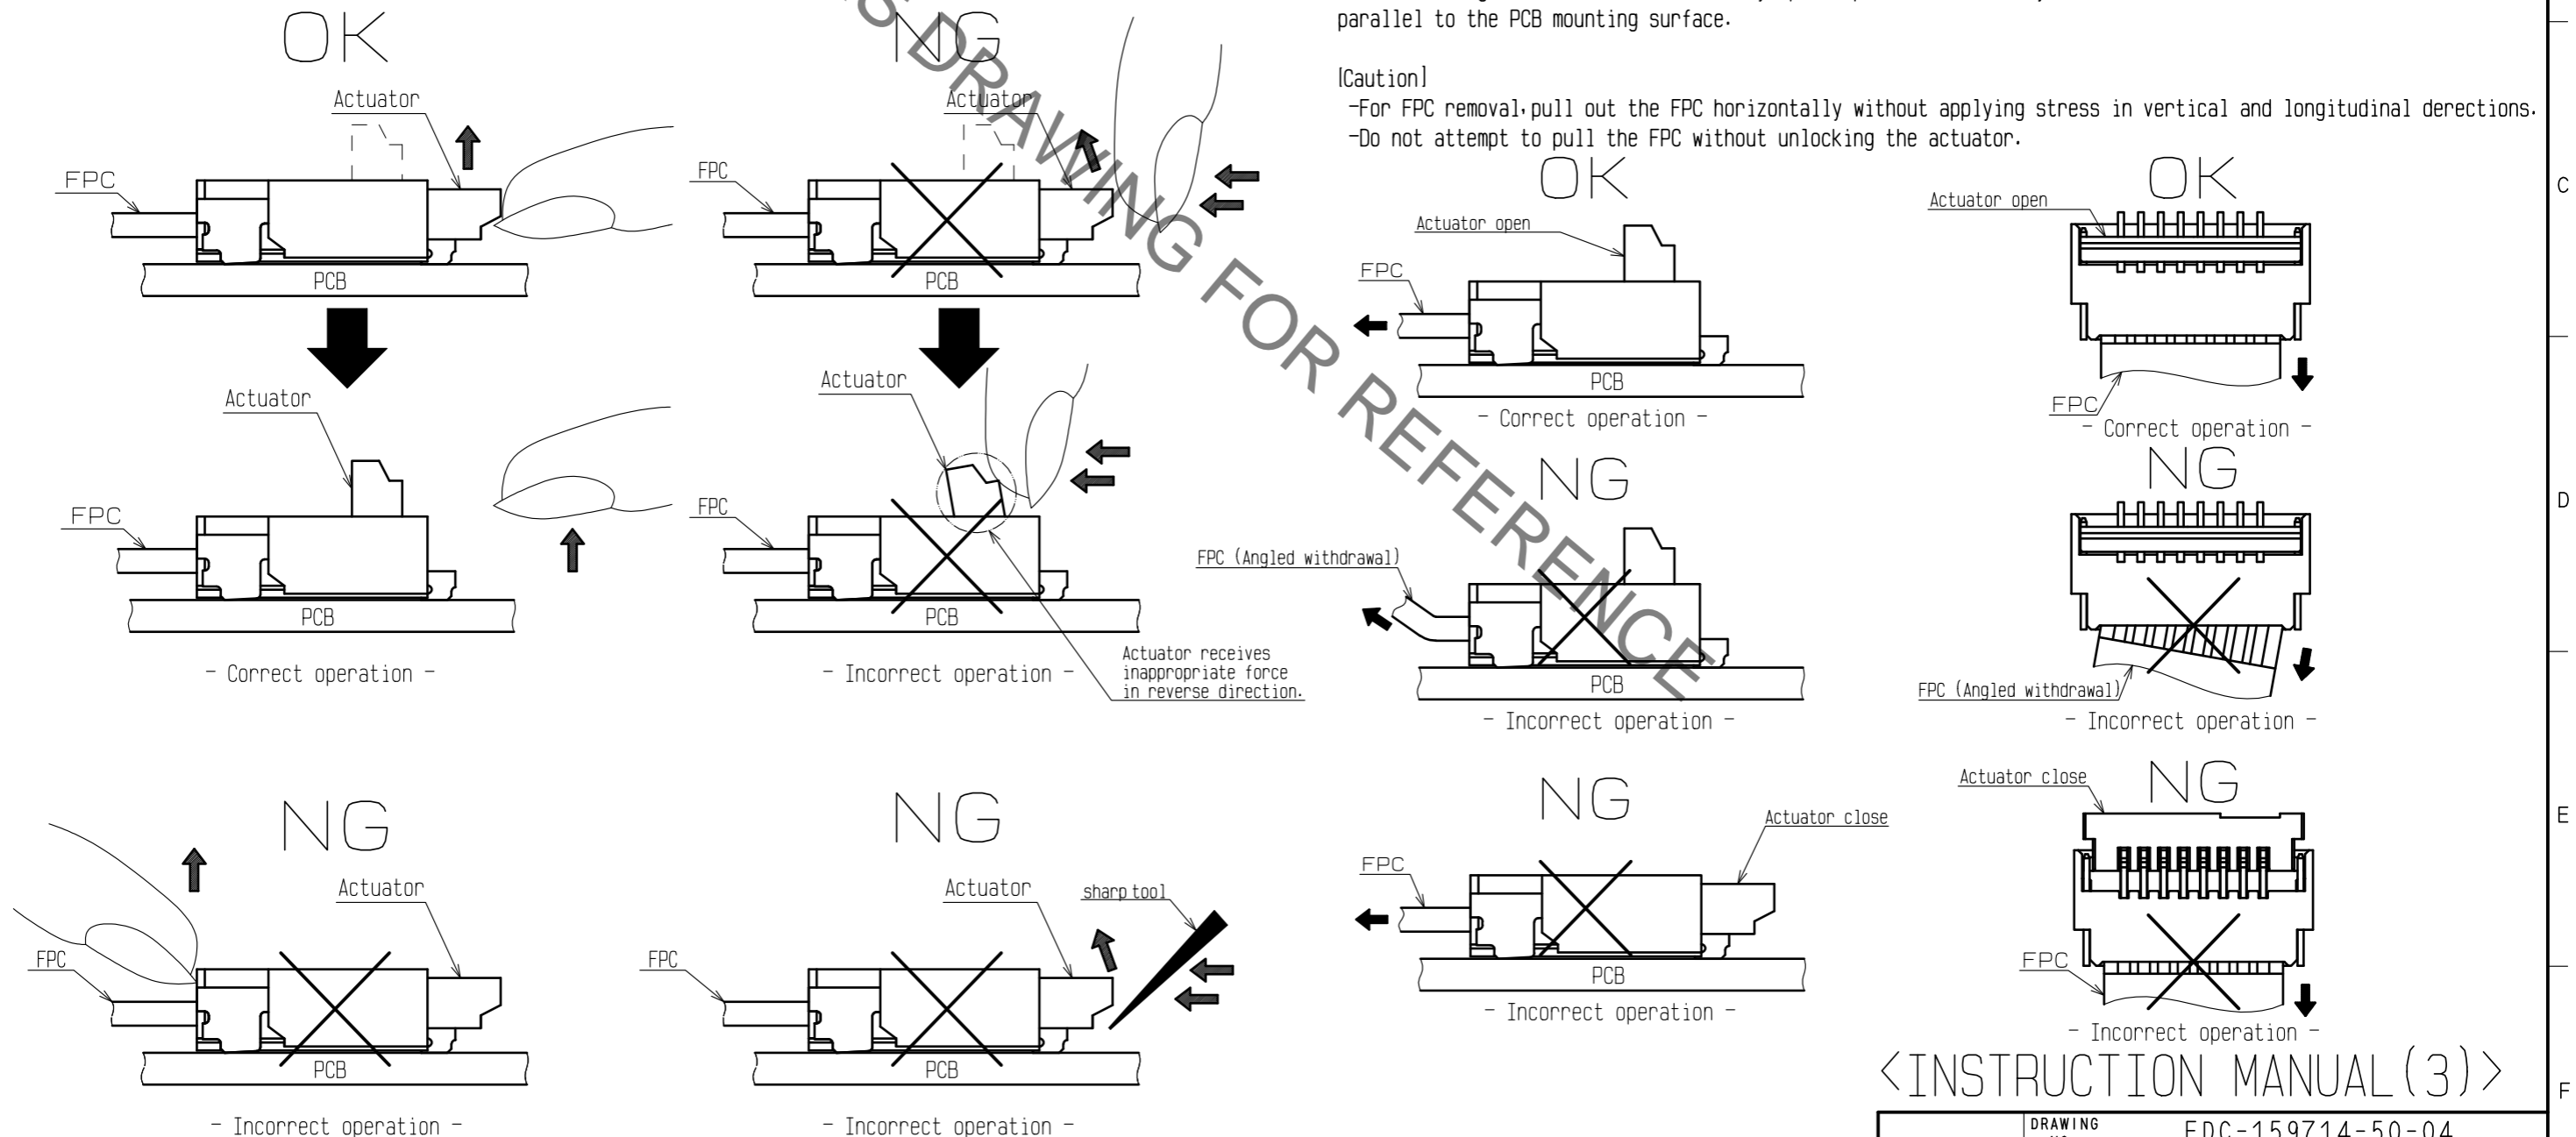 OK
NG
Actuator
Actuator
FPC
FPC
PCB
PCB
Actuator
Actuator
FPC
FPC
PCB
PCB
- Correct operation -
- Incorrect operation -
Actuator receives
inappropriate force
in reverse direction.
NG
NG
Actuator
Actuator
sharp tool
FPC
FPC
PCB
PCB
- Incorrect operation -
- Incorrect operation -
parallel to the PCB mounting surface.
[Caution]
-For FPC removal, pull out the FPC horizontally without applying stress in vertical and longitudinal derections.
-Do not attempt to pull the FPC without unlocking the actuator.
OK
OK
Actuator open
Actuator open
FPC
PCB
FPC
- Correct operation -
- Correct operation -
NG
NG
FPC (Angled withdrawal)
PCB
FPC (Angled withdrawal)
- Incorrect operation -
- Incorrect operation -
NG
NG
Actuator close
Actuator close
FPC
FPC
PCB
- Incorrect operation -
- Incorrect operation -
<INSTRUCTION MANUAL(3)>
DRAWING
EDC-159714-50-04
C
D
E
F
DRAWING FOR REFERENCE